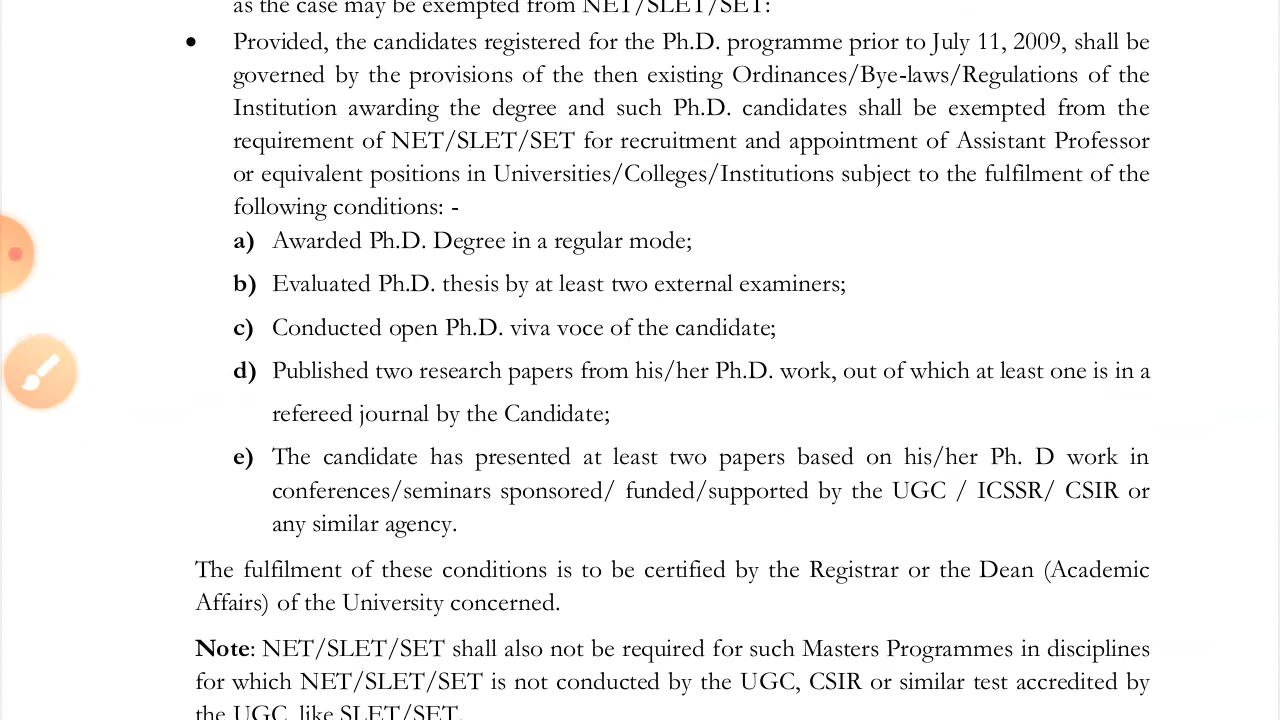 as the case may be exempted from NET/SLET/SET:
• Provided, the candidates registered for the Ph.D. programme prior to July 11, 2009, shall be
governed by the provisions of the then existing Ordinances/Bye-laws/Regulations of the
Institution awarding the degree and such Ph.D. candidates shall be exempted from the
requirement of NET/SLET/SET for recruitment and appointment of Assistant Professor
or equivalent positions in Universities/Colleges/Institutions subject to the fulfilment of the
following conditions: -
a) Awarded Ph.D. Degree in a regular mode;
b) Evaluated Ph.D. thesis by at least two external examiners;
c) Conducted open Ph.D. viva voce of the candidate;
d) Published two research papers from his/her Ph.D. work, out of which at least one is in a
refereed journal by the Candidate;
e) The candidate has presented at least two papers based on his/her Ph. D work in
conferences/seminars sponsored/ funded/supported by the UGC / ICSSR/ CSIR or
any similar agency.
The fulfilment of these conditions is to be certified by the Registrar or the Dean (Academic
Affairs) of the University concerned.
Note: NET/SLET/SET shall also not be required for such Masters Programmes in disciplines
for which NET/SLET/SET is not conducted by the UGC, CSIR or similar test accredited by
the UGC, like SLET/SET.